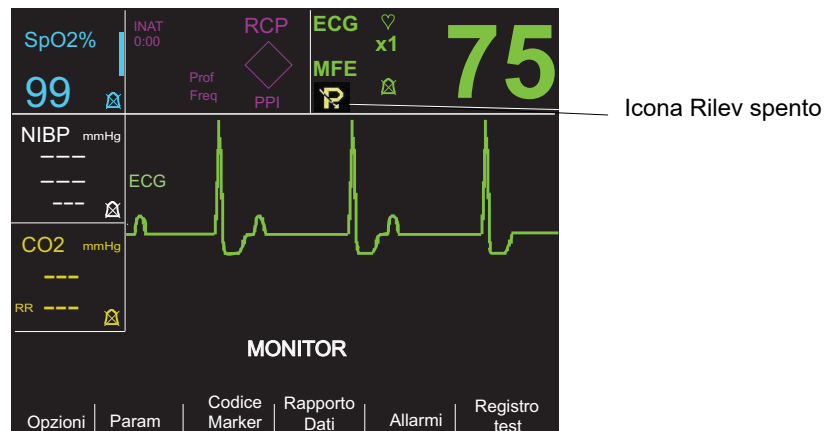 SpO2%
99
INAT
0:00
RCP
Prof
Freq
PPI
ECG
x1
MFE
75
R
Icona Rilev spento
NIBP mmHg
---
---
---
ECG
CO2 mmHg
---
RR ---
MONITOR
Opzioni
Param
Codice
Marker
Rapporto
Dati
Allarmi
Registro
test